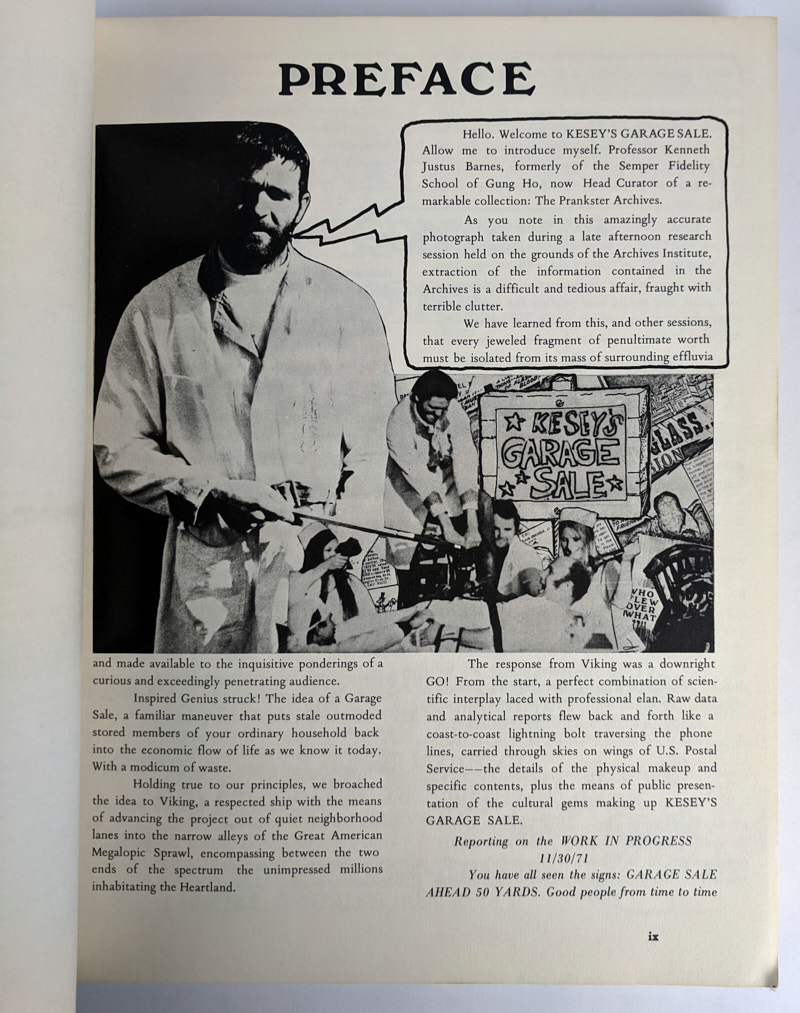 PREFACE
Hello. Welcome to KESEY'S GARAGE SALE.
Allow me to introduce myself. Professor Kenneth
Justus Barnes, formerly of the Semper Fidelity
School of Gung Ho, now Head Curator of a re-
markable collection: The Prankster Archives.
As you note in this amazingly accurate
photograph taken during a late afternoon research
session held on the grounds of the Archives Institute,
extraction of the information contained in the
Archives is a difficult and tedious affair, fraught with
terrible clutter.
We have learned from this, and other sessions,
that every jeweled fragment of penultimate worth
must be isolated from its mass of surrounding effluvia
KESEY'S
GARAGE
SALE
GLASS
WHO
FLEW
OVER
WHAT
and made available to the inquisitive ponderings of a
curious and exceedingly penetrating audience.
Inspired Genius struck! The idea of a Garage
Sale, a familiar maneuver that puts stale outmoded
stored members of your ordinary household back
into the economic flow of life as we know it today.
With a modicum of waste.
Holding true to our principles, we broached
the idea to Viking, a respected ship with the means
of advancing the project out of quiet neighborhood
lanes into the narrow alleys of the Great American
Megalopic Sprawl, encompassing between the two
ends of the spectrum the unimpressed millions
inhabitating the Heartland.
The response from Viking was a downright
GO! From the start, a perfect combination of scien-
tific interplay laced with professional elan. Raw data
and analytical reports flew back and forth like a
coast-to-coast lightning bolt traversing the phone
lines, carried through skies on wings of U.S. Postal
Service——the details of the physical makeup and
specific contents, plus the means of public presen-
tation of the cultural gems making up KESEY'S
GARAGE SALE.
Reporting on the WORK IN PROGRESS
11/30/71
You have all seen the signs: GARAGE SALE
AHEAD 50 YARDS. Good people from time to time
ix